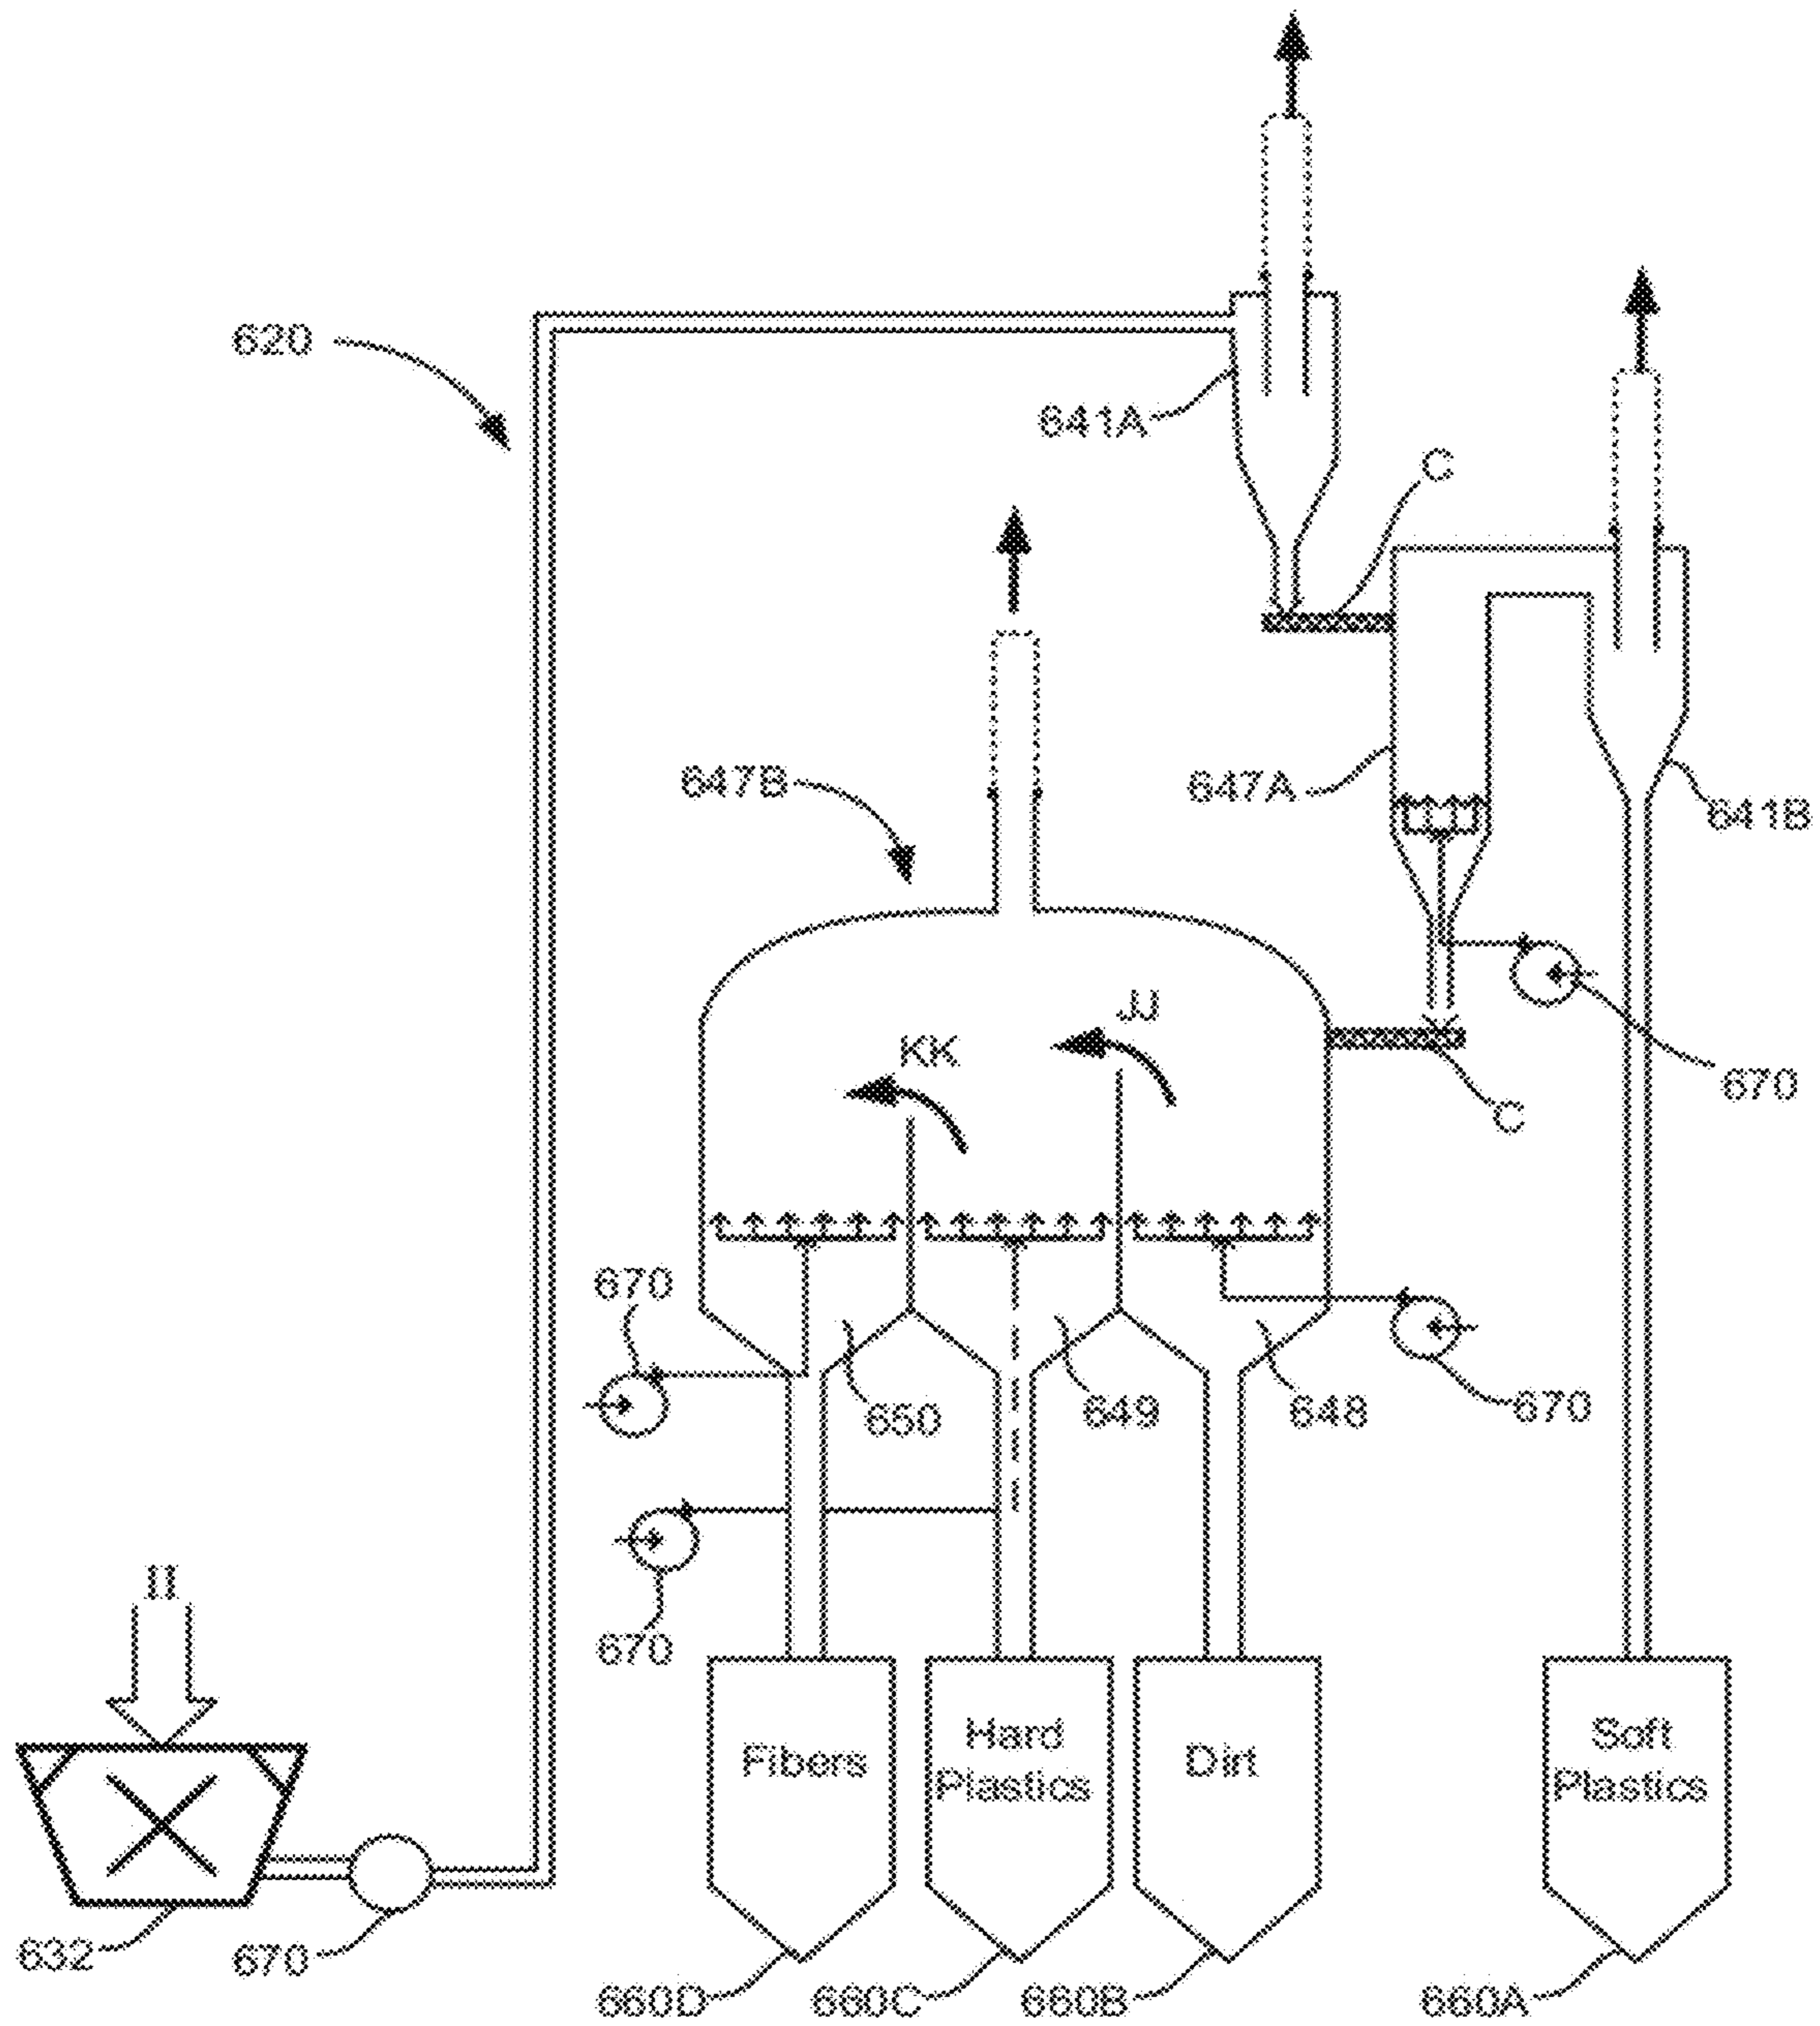 620
641A
C
647B
647A
641B
JJ
KK
670
C
670
650
649
648
670
II
670
Fibers
Hard
Plastics
Dirt
Soft
Plastics
632
670
660D
660C
660B
660A